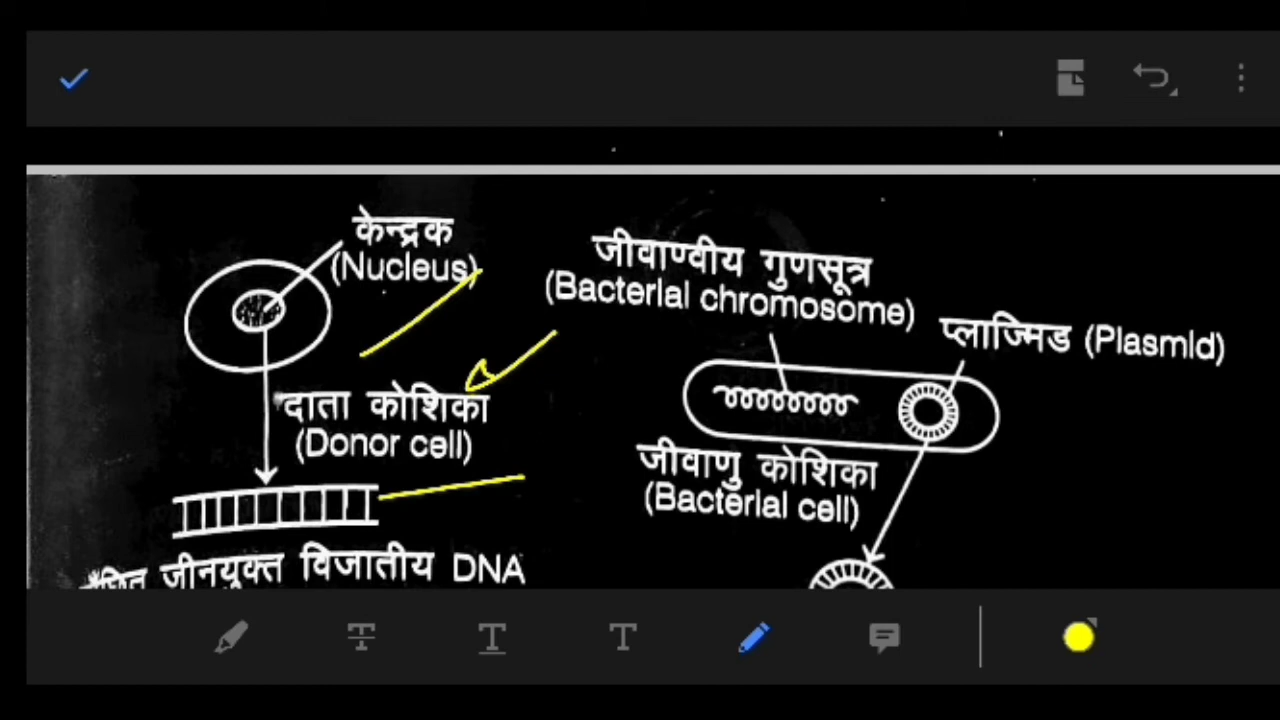 केन्द्रक
(Nucleus)
जीवाण्वीय गुणसूत्र
(Bacterial chromosome)
प्लाज्मिड (Plasmid)
दाता कोशिका
(Donor cell)
जीवाणु कोशिका
(Bacterial cell)
जीनयुक्त विजातीय DNA